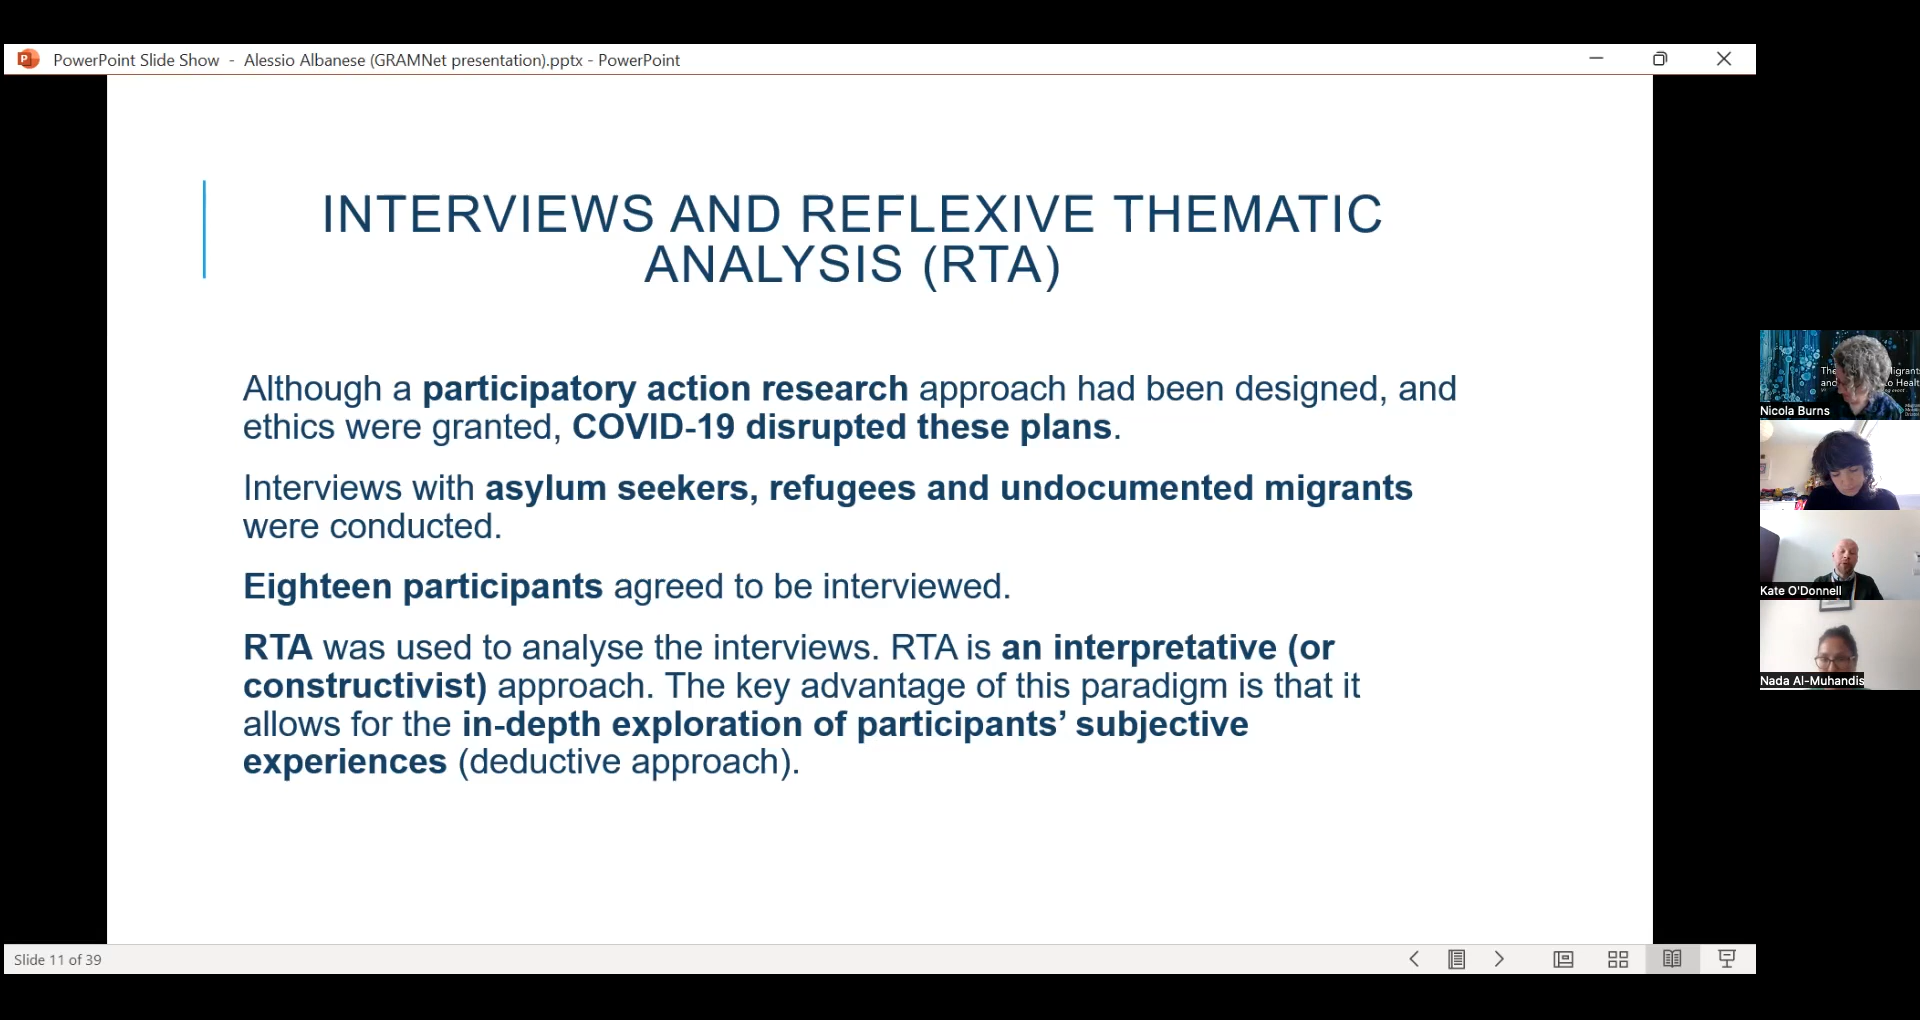 PowerPoint Slide Show - Alessio Albanese (GRAMNet presentation).pptx - PowerPoint
INTERVIEWS AND REFLEXIVE THEMATIC
ANALYSIS (RTA)
Although a participatory action research approach had been designed, and
ethics were granted, COVID-19 disrupted these plans.
Interviews with asylum seekers, refugees and undocumented migrants
were conducted.
Eighteen participants agreed to be interviewed.
RTA was used to analyse the interviews. RTA is an interpretative (or
constructivist) approach. The key advantage of this paradigm is that it
allows for the in-depth exploration of participants’ subjective
experiences (deductive approach).
Nicola Burns
Kate O'Donnell
Nada Al-Muhandis
Slide 11 of 39